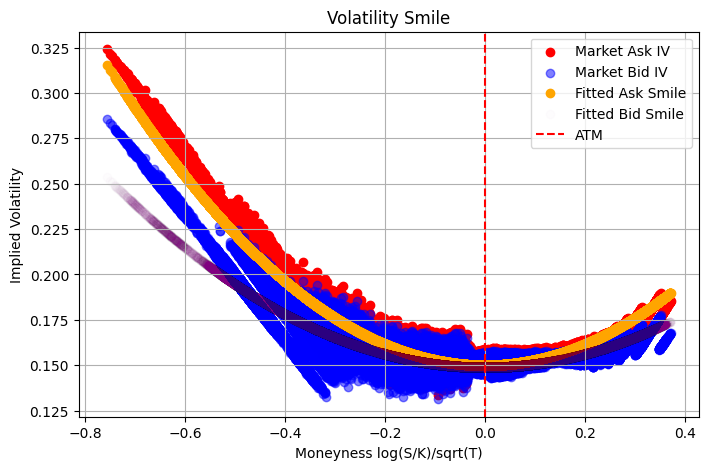 Volatility Smile
Implied Volatility
0.325
0.300
0.275
0.250
0.225
0.200
0.175
0.150
0.125
Market Ask IV
Market Bid IV
Fitted Ask Smile
Fitted Bid Smile
ATM
−0.8 −0.6 −0.4 −0.2 0.0 0.2 0.4
Moneyness log(S/K)/sqrt(T)